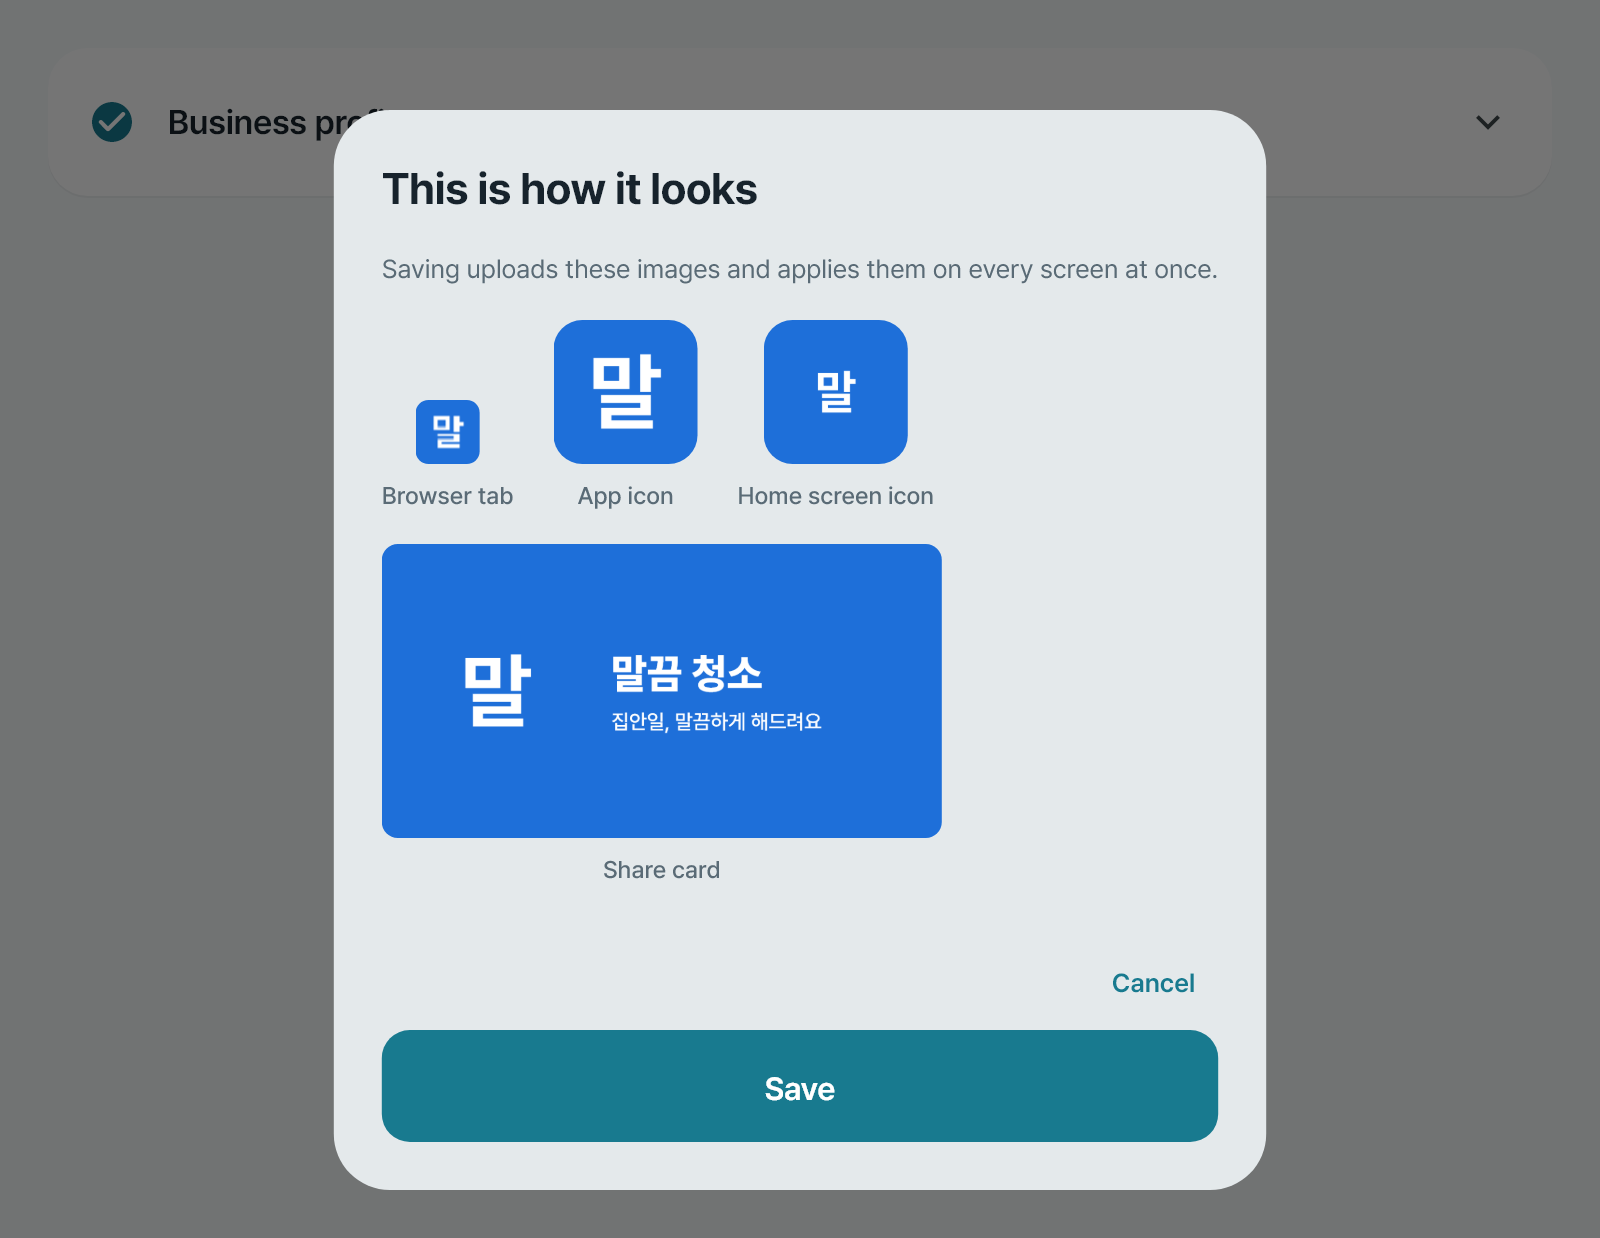 Business prof
This is how it looks
Saving uploads these images and applies them on every screen at once.
말
말
말
Browser tab
App icon
Home screen icon
말
말끔 청소
집안일, 말끔하게 해드려요
Share card
Cancel
Save